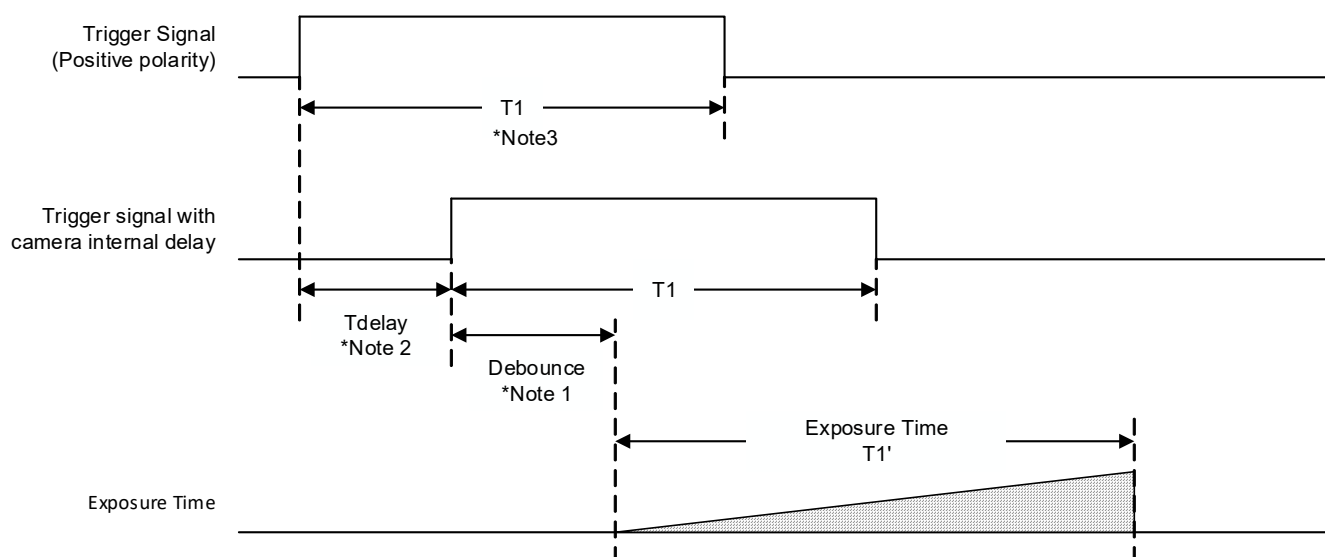 Trigger Signal
(Positive polarity)
T1
*Note3
Trigger signal with
camera internal delay
T1
Tdelay
*Note 2
Debounce
*Note 1
Exposure Time
T1'
Exposure Time